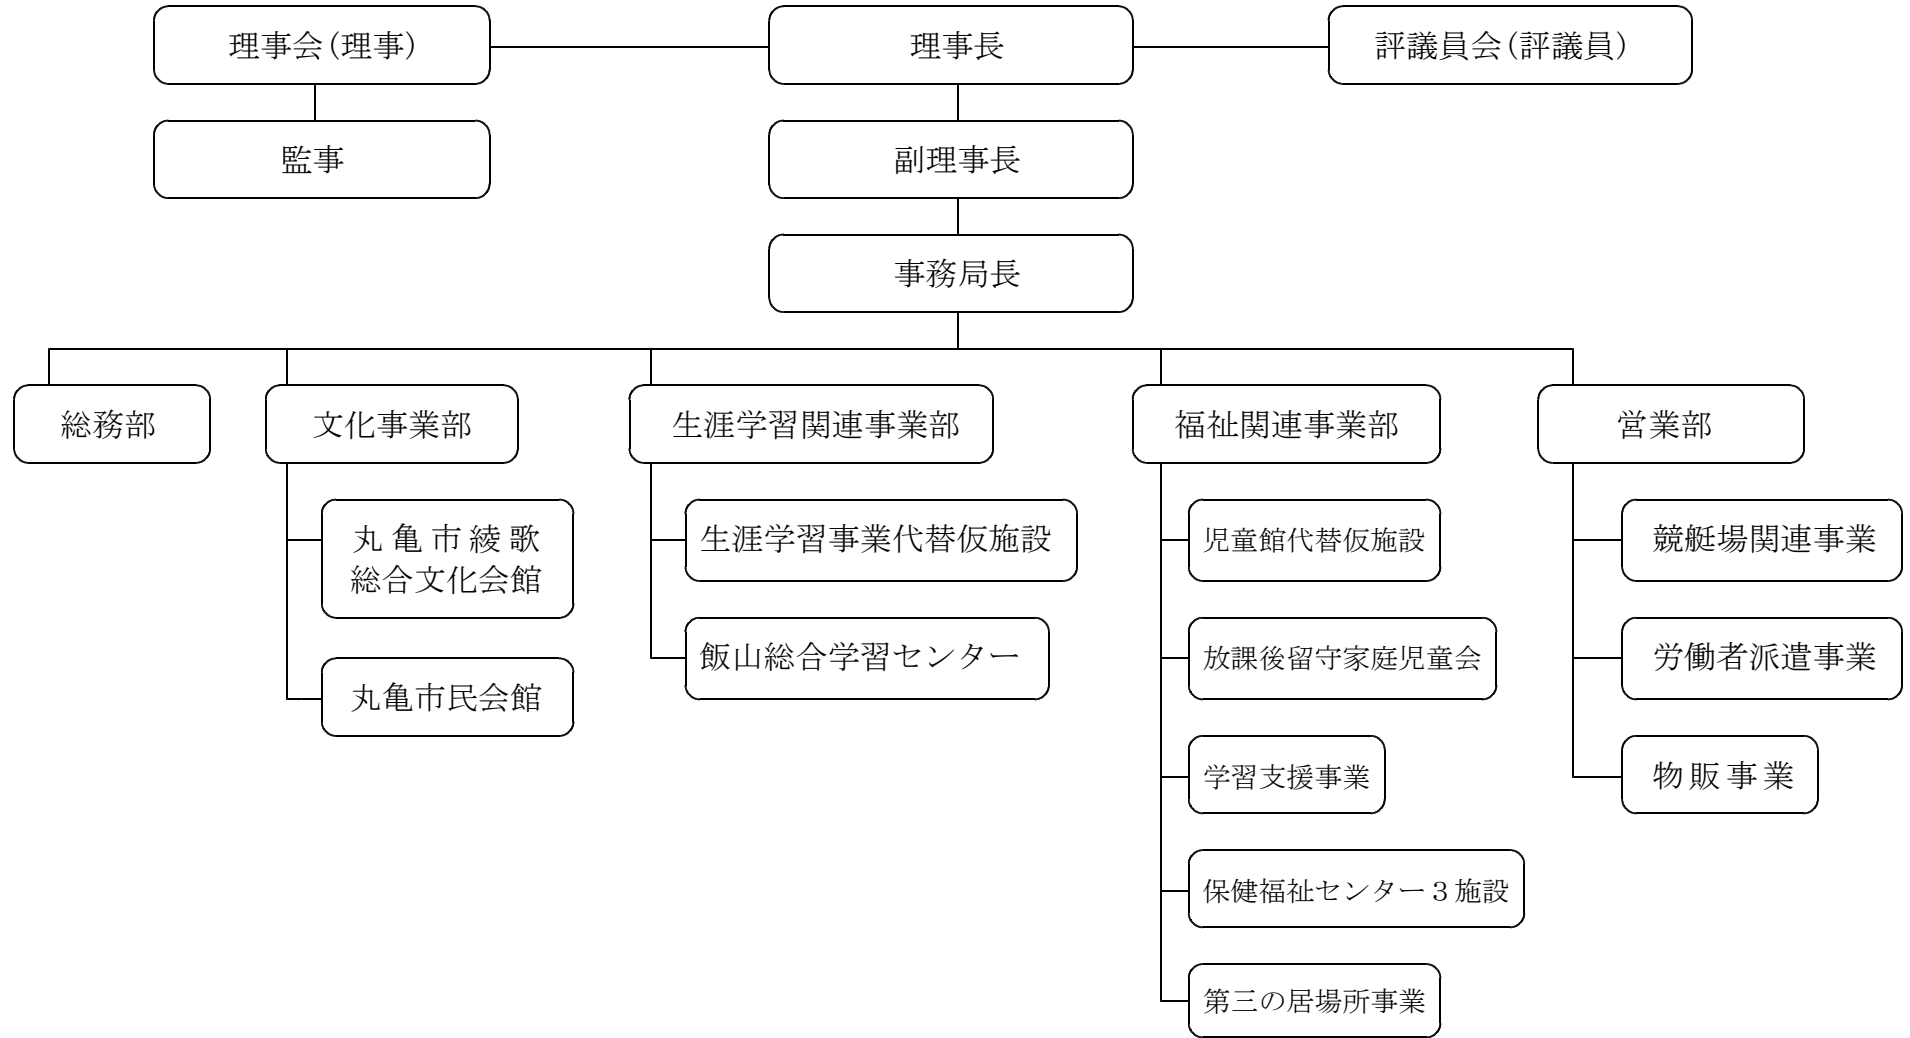 理事会(理事)
理事長
評議員会(評議員)
監事
副理事長
事務局長
総務部
文化事業部
生涯学習関連事業部
福祉関連事業部
営業部
丸亀市綾歌
総合文化会館
丸亀市民会館
生涯学習事業代替仮施設
飯山総合学習センター
児童館代替仮施設
放課後留守家庭児童会
学習支援事業
保健福祉センター3施設
第三の居場所事業
競艇場関連事業
労働者派遣事業
物販事業